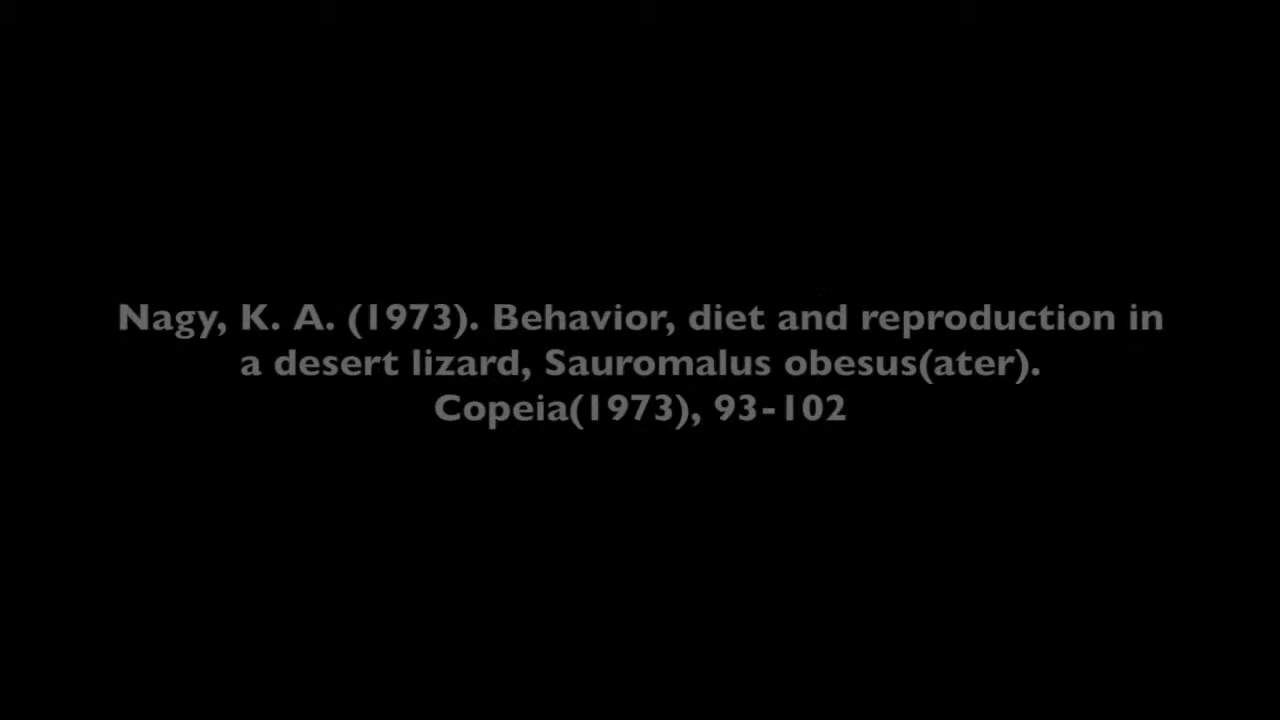 Nagy, K. A. (1973). Behavior, diet and reproduction in
a desert lizard, Sauromalus obesus(ater).
Copeia(1973), 93-102